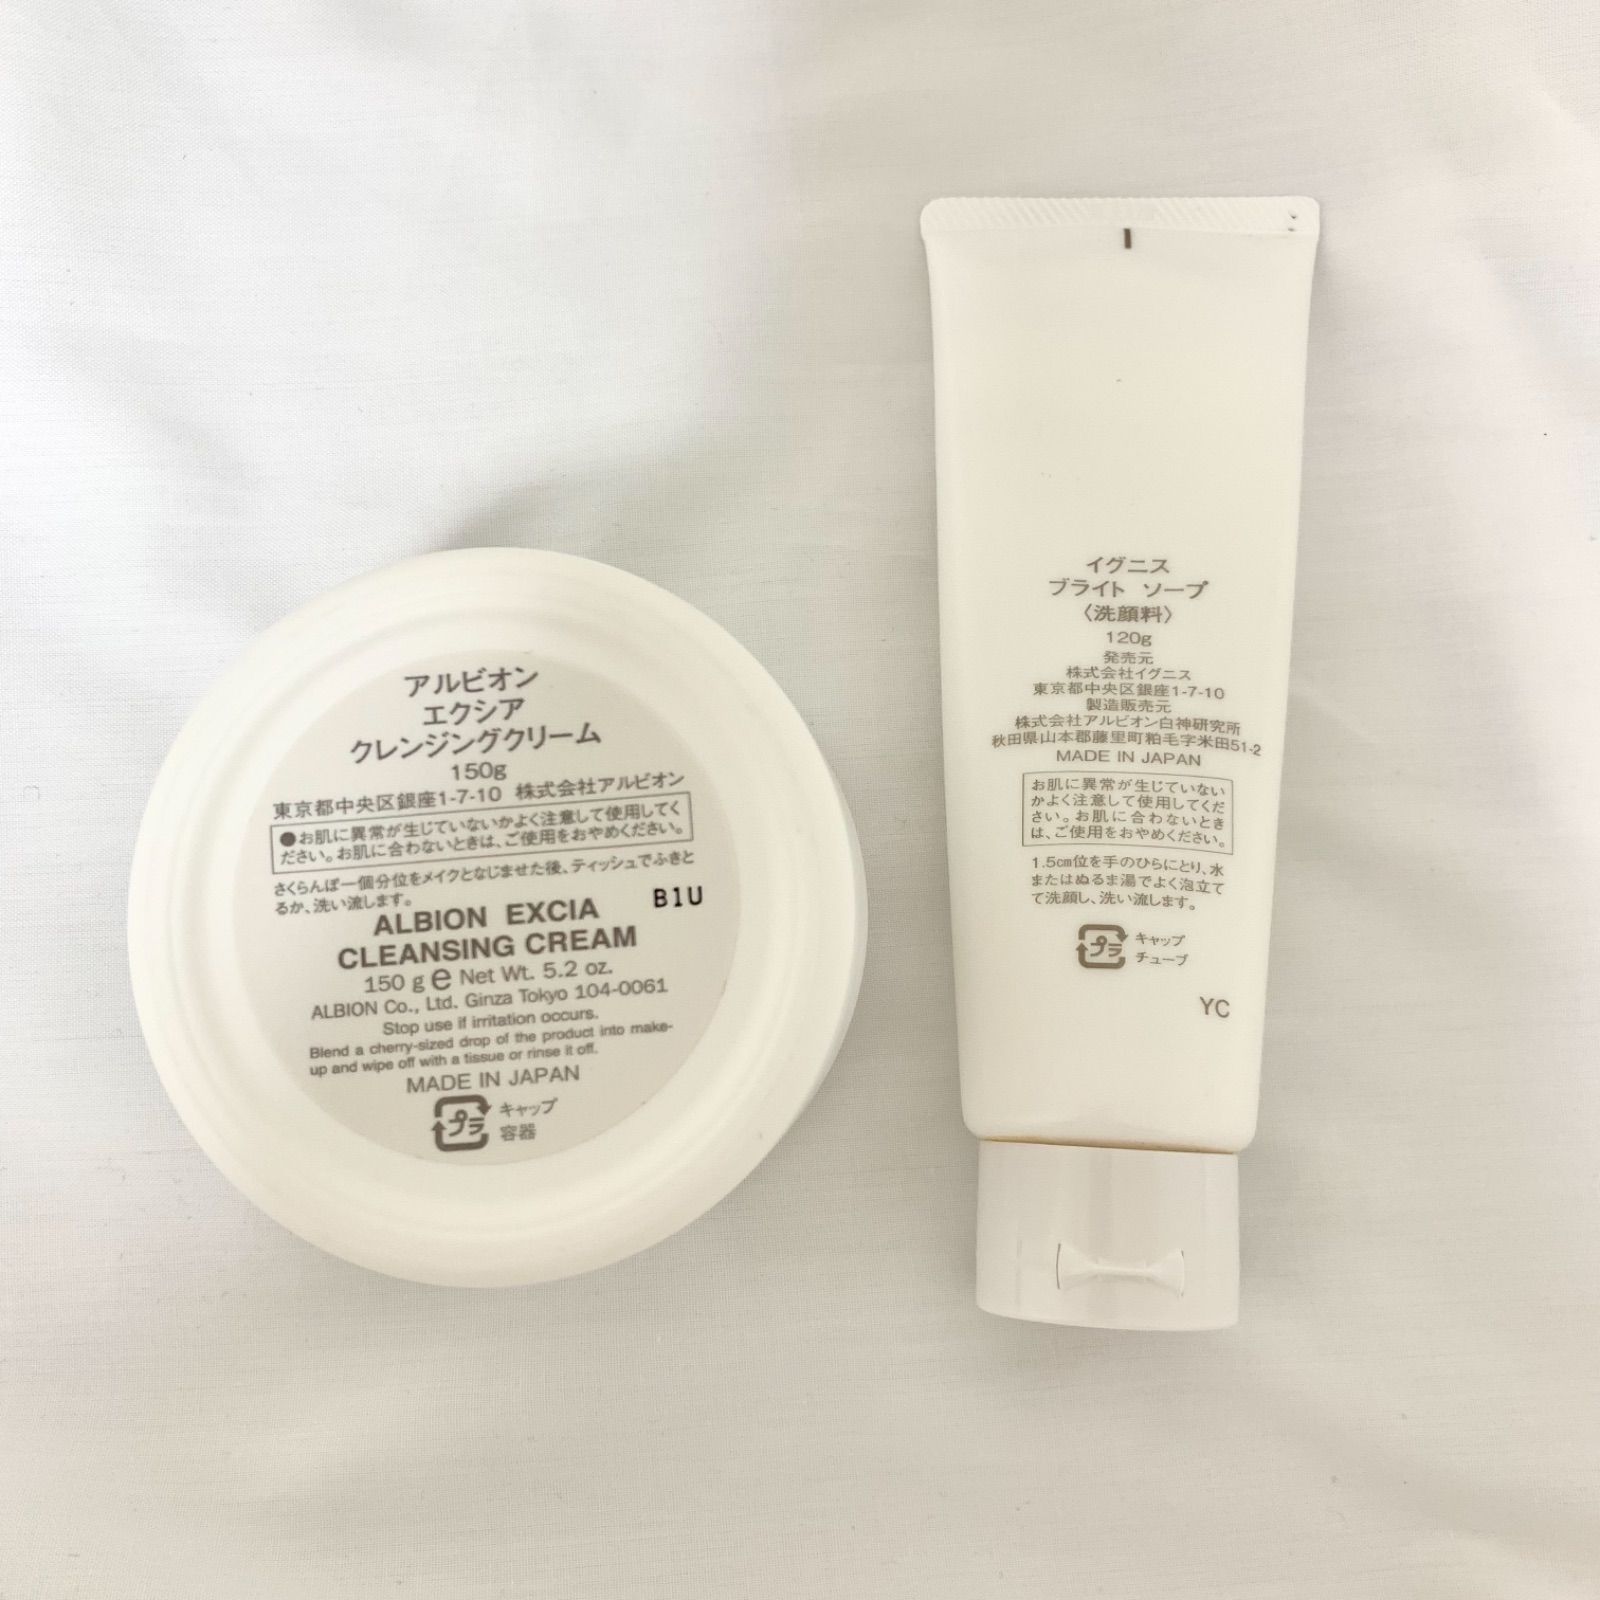 アルビオン
エクシア
クレンジングクリーム
150g
東京都中央区銀座1-7-10 株式会社アルビオン
●お肌に異常が生じていないかよく注意して使用してく
ださい。お肌に合わないときは、ご使用をおやめください。
さくらんぼ一個分位をメイクとなじませた後、ティッシュでふきと
るか、洗い流します。
B1U
ALBION EXCIA
CLEANSING CREAM
150 g e Net Wt. 5.2 oz.
ALBION Co., Ltd. Ginza Tokyo 104-0061
Stop use if irritation occurs.
Blend a cherry-sized drop of the product into make-
up and wipe off with a tissue or rinse it off.
MADE IN JAPAN
プラ キャップ
容器
イグニス
ブライト ソープ
〈洗顔料〉
120g
発売元
株式会社イグニス
東京都中央区銀座1-7-10
製造販売元
株式会社アルビオン白神研究所
秋田県山本郡藤里町粕毛字米田51-2
MADE IN JAPAN
お肌に異常が生じていない
かよく注意して使用してくだ
さい。お肌に合わないとき
は、ご使用をおやめください。
1.5cm位を手のひらにとり、水
またはぬるま湯でよく泡立て
て洗顔し、洗い流します。
プラ キャップ
チューブ
YC